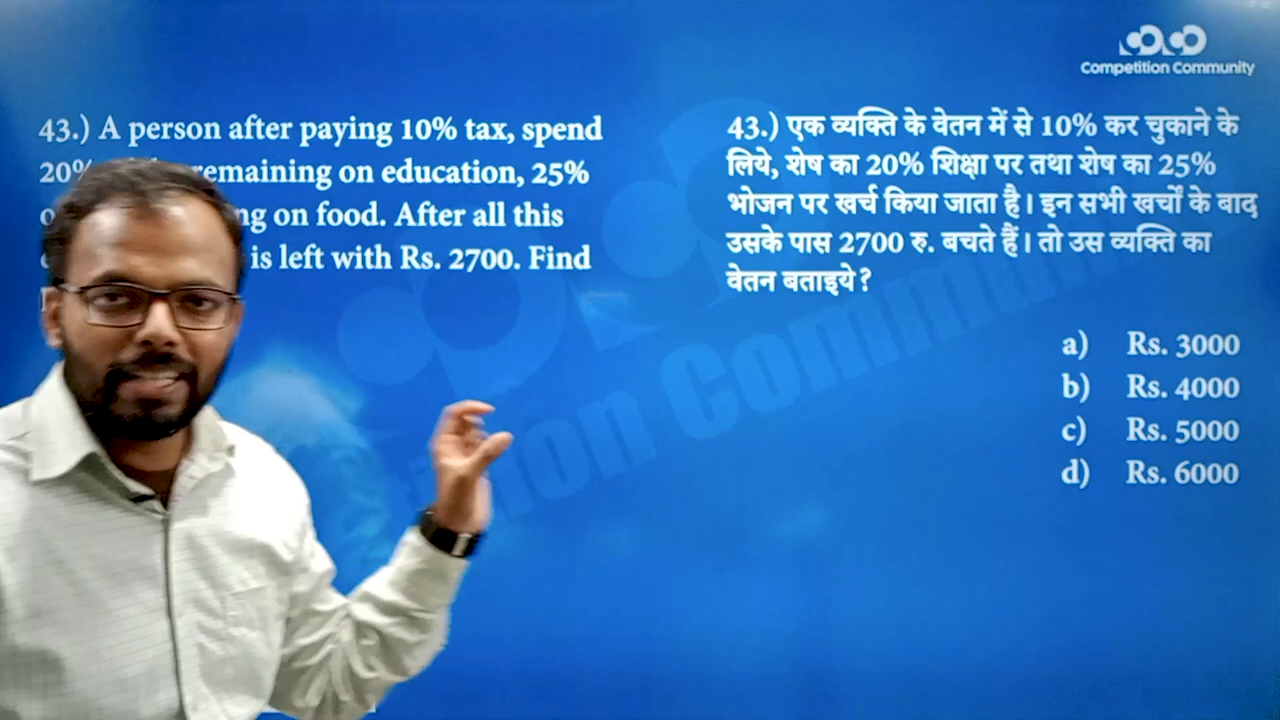 Competition Community
43.) A person after paying 10% tax, spend
20% remaining on education, 25%
on food. After all this
is left with Rs. 2700. Find
43.) एक व्यक्ति के वेतन में से 10% कर चुकाने के
लिये, शेष का 20% शिक्षा पर तथा शेष का 25%
भोजन पर खर्च किया जाता है। इन सभी खर्चों के बाद
उसके पास 2700 रु. बचते हैं। तो उस व्यक्ति का
वेतन बताइये?
a) Rs. 3000
b) Rs. 4000
c) Rs. 5000
d) Rs. 6000